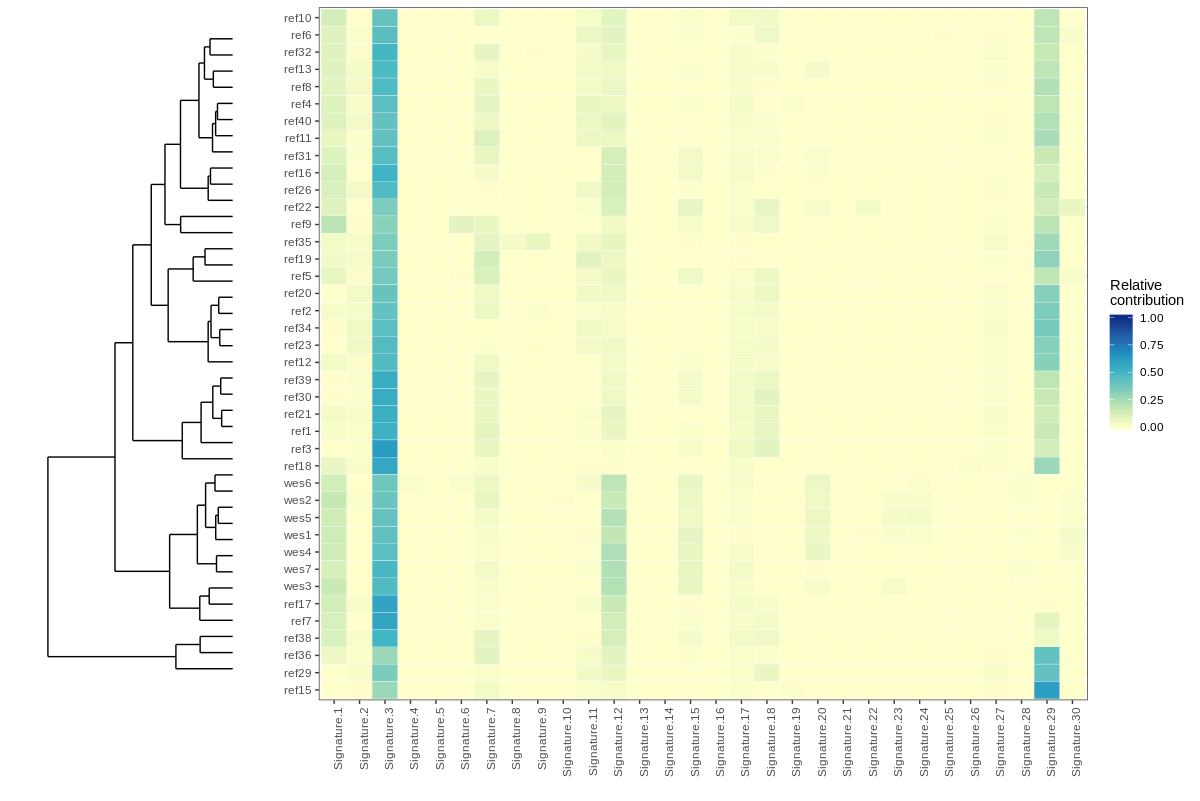 ref10
ref6
ref32
ref13
ref8
ref4
ref40
ref11
ref31
ref16
ref26
ref22
ref9
ref35
ref19
ref5
ref20
ref2
ref34
ref23
ref12
ref39
ref30
ref21
ref1
ref3
ref18
wes6
wes2
wes5
wes1
wes4
wes7
wes3
ref17
ref7
ref38
ref36
ref29
ref15
Signature.1
Signature.2
Signature.3
Signature.4
Signature.5
Signature.6
Signature.7
Signature.8
Signature.9
Signature.10
Signature.11
Signature.12
Signature.13
Signature.14
Signature.15
Signature.16
Signature.17
Signature.18
Signature.19
Signature.20
Signature.21
Signature.22
Signature.23
Signature.24
Signature.25
Signature.26
Signature.27
Signature.28
Signature.29
Signature.30
Relative
contribution
1.00
0.75
0.50
0.25
0.00